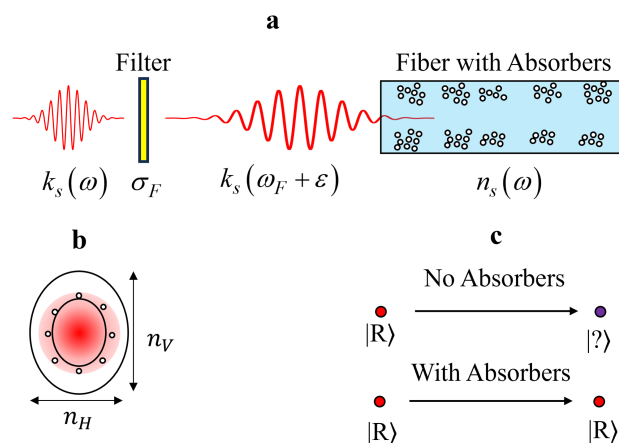 a
Filter
Fiber with Absorbers
k_s(ω)
σ_F
k_s(ω_F + ε)
n_s(ω)
b
n_V
n_H
c
No Absorbers
|R⟩
|?⟩
With Absorbers
|R⟩
|R⟩